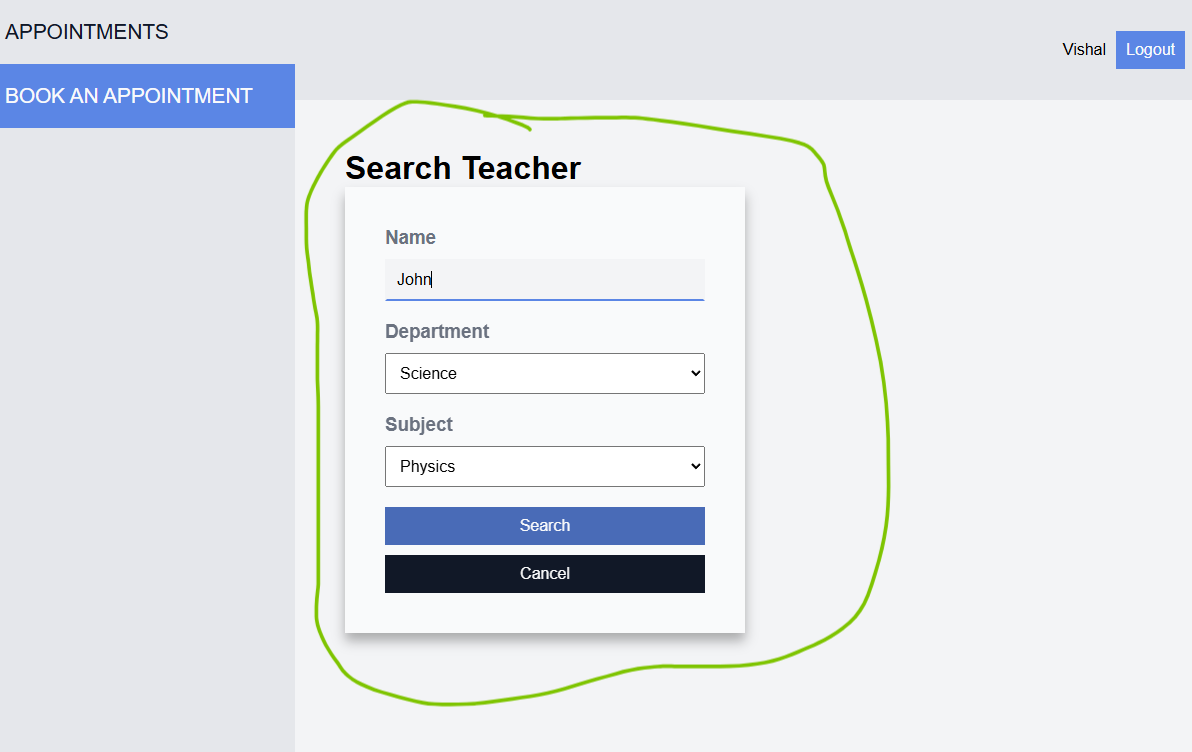 APPOINTMENTS
Vishal Logout
BOOK AN APPOINTMENT
Search Teacher
Name
John
Department
Science
Subject
Physics
Search
Cancel